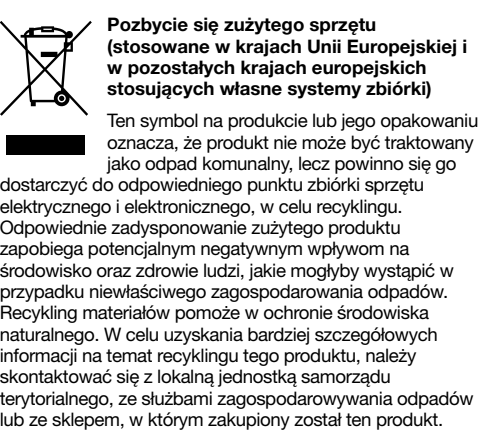 Pozbycie się zużytego sprzętu
(stosowane w krajach Unii Europejskiej i
w pozostałych krajach europejskich
stosujących własne systemy zbiórki)
Ten symbol na produkcie lub jego opakowaniu
oznacza, że produkt nie może być traktowany
jako odpad komunalny, lecz powinno się go
dostarczyć do odpowiedniego punktu zbiórki sprzętu
elektrycznego i elektronicznego, w celu recyklingu.
Odpowiednie zadysponowanie zużytego produktu
zapobiega potencjalnym negatywnym wpływom na
środowisko oraz zdrowie ludzi, jakie mogłyby wystąpić w
przypadku niewłaściwego zagospodarowania odpadów.
Recykling materiałów pomoże w ochronie środowiska
naturalnego. W celu uzyskania bardziej szczegółowych
informacji na temat recyklingu tego produktu, należy
skontaktować się z lokalną jednostką samorządu
terytorialnego, ze służbami zagospodarowywania odpadów
lub ze sklepem, w którym zakupiony został ten produkt.